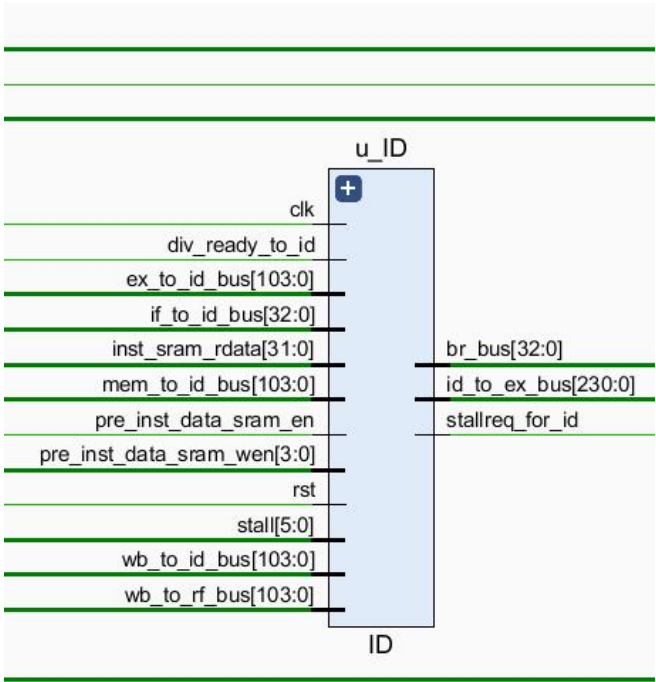 u_ID
+
clk
div_ready_to_id
ex_to_id_bus[103:0]
if_to_id_bus[32:0]
inst_sram_rdata[31:0]
mem_to_id_bus[103:0]
pre_inst_data_sram_en
pre_inst_data_sram_wen[3:0]
rst
stall[5:0]
wb_to_id_bus[103:0]
wb_to_rf_bus[103:0]
br_bus[32:0]
id_to_ex_bus[230:0]
stallreq_for_id
ID